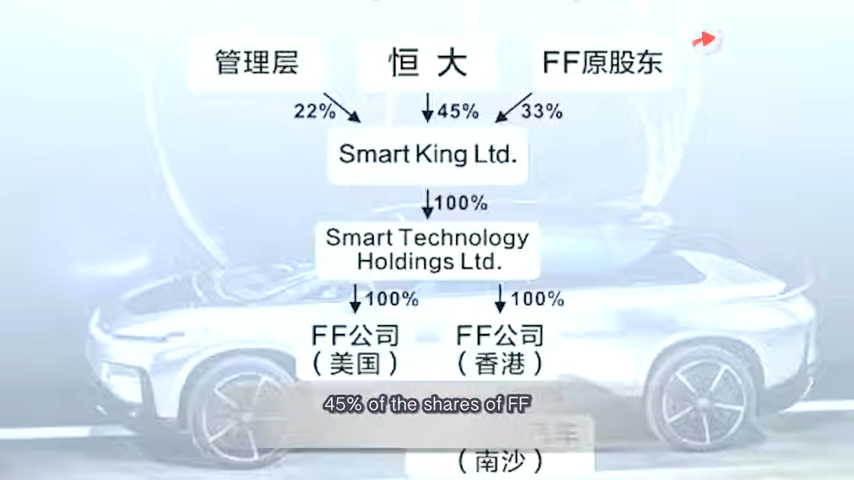 管理层 恒大 FF原股东
22% 45% 33%
Smart King Ltd.
100%
Smart Technology
Holdings Ltd.
100% 100%
FF公司 FF公司
(美国) (香港)
45% of the shares of FF
(南沙)